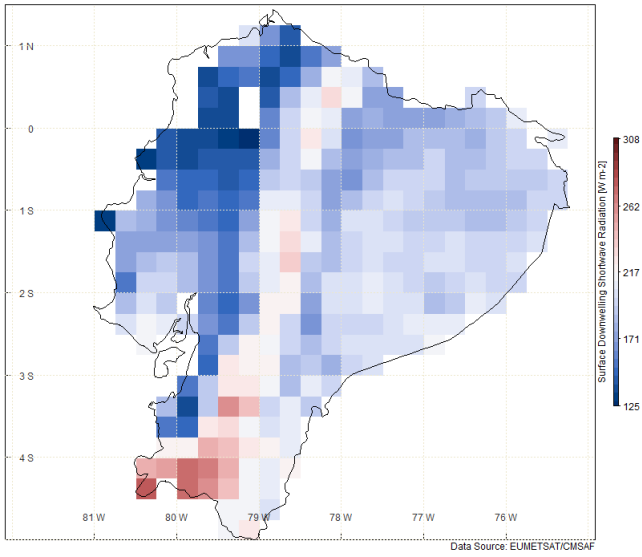 1 N
0
1 S
2 S
3 S
4 S
81 W
80 W
79 W
78 W
77 W
76 W
308
262
217
171
125
Surface Downwelling Shortwave Radiation [W m-2]
Data Source: EUMETSAT/CMSAF